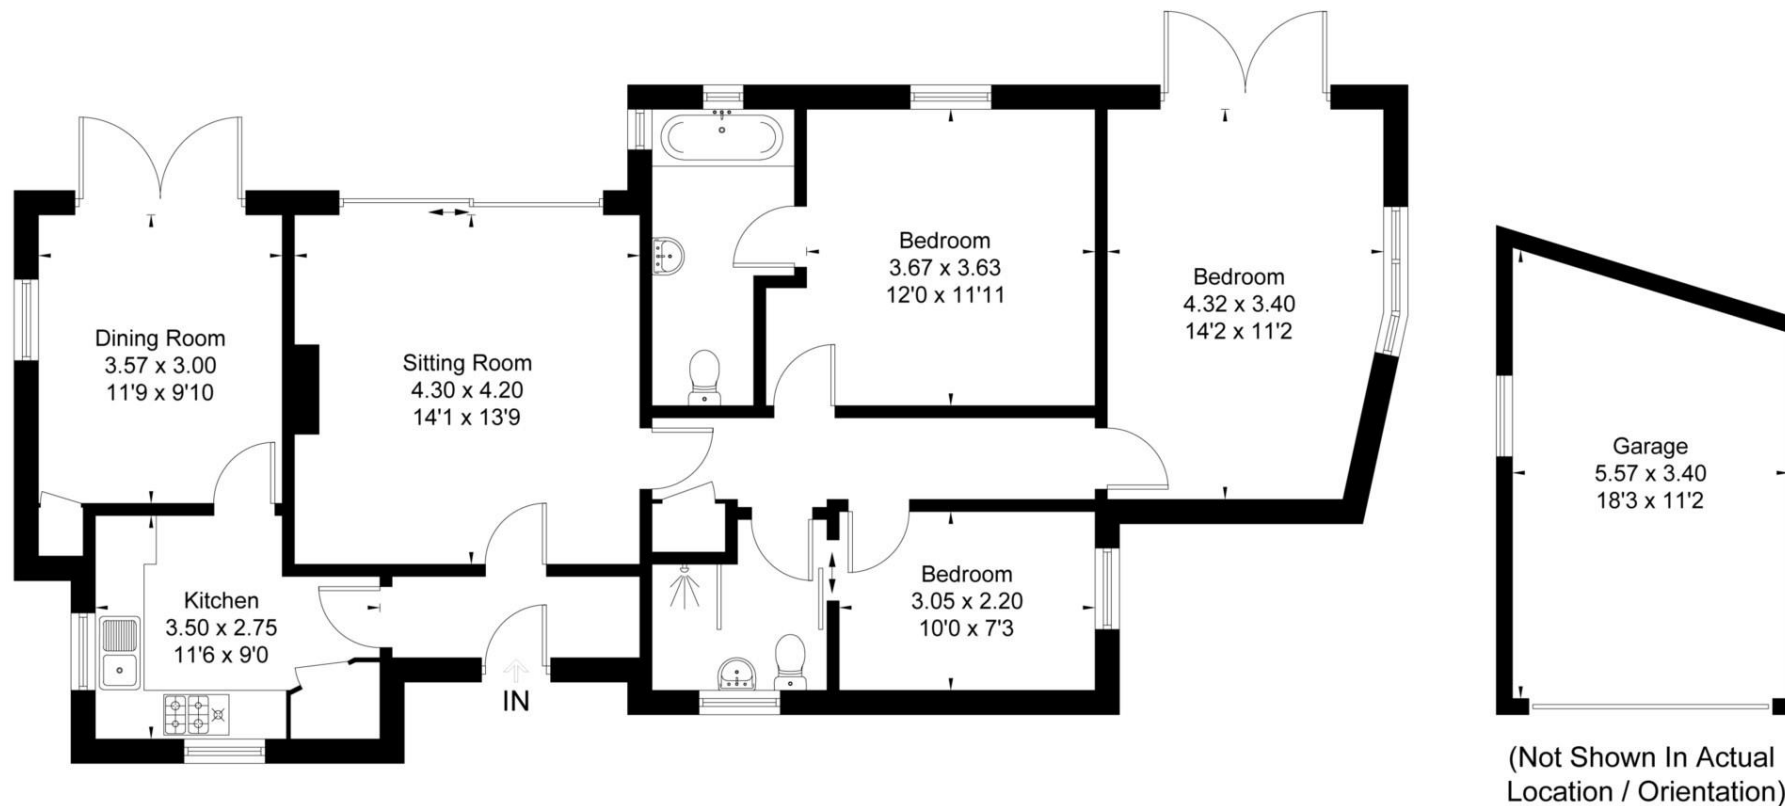 Dining Room
3.57 x 3.00
11'9 x 9'10
Sitting Room
4.30 x 4.20
14'1 x 13'9
Bedroom
3.67 x 3.63
12'0 x 11'11
Bedroom
4.32 x 3.40
14'2 x 11'2
Kitchen
3.50 x 2.75
11'6 x 9'0
IN
Bedroom
3.05 x 2.20
10'0 x 7'3
Garage
5.57 x 3.40
18'3 x 11'2
(Not Shown In Actual
Location / Orientation)